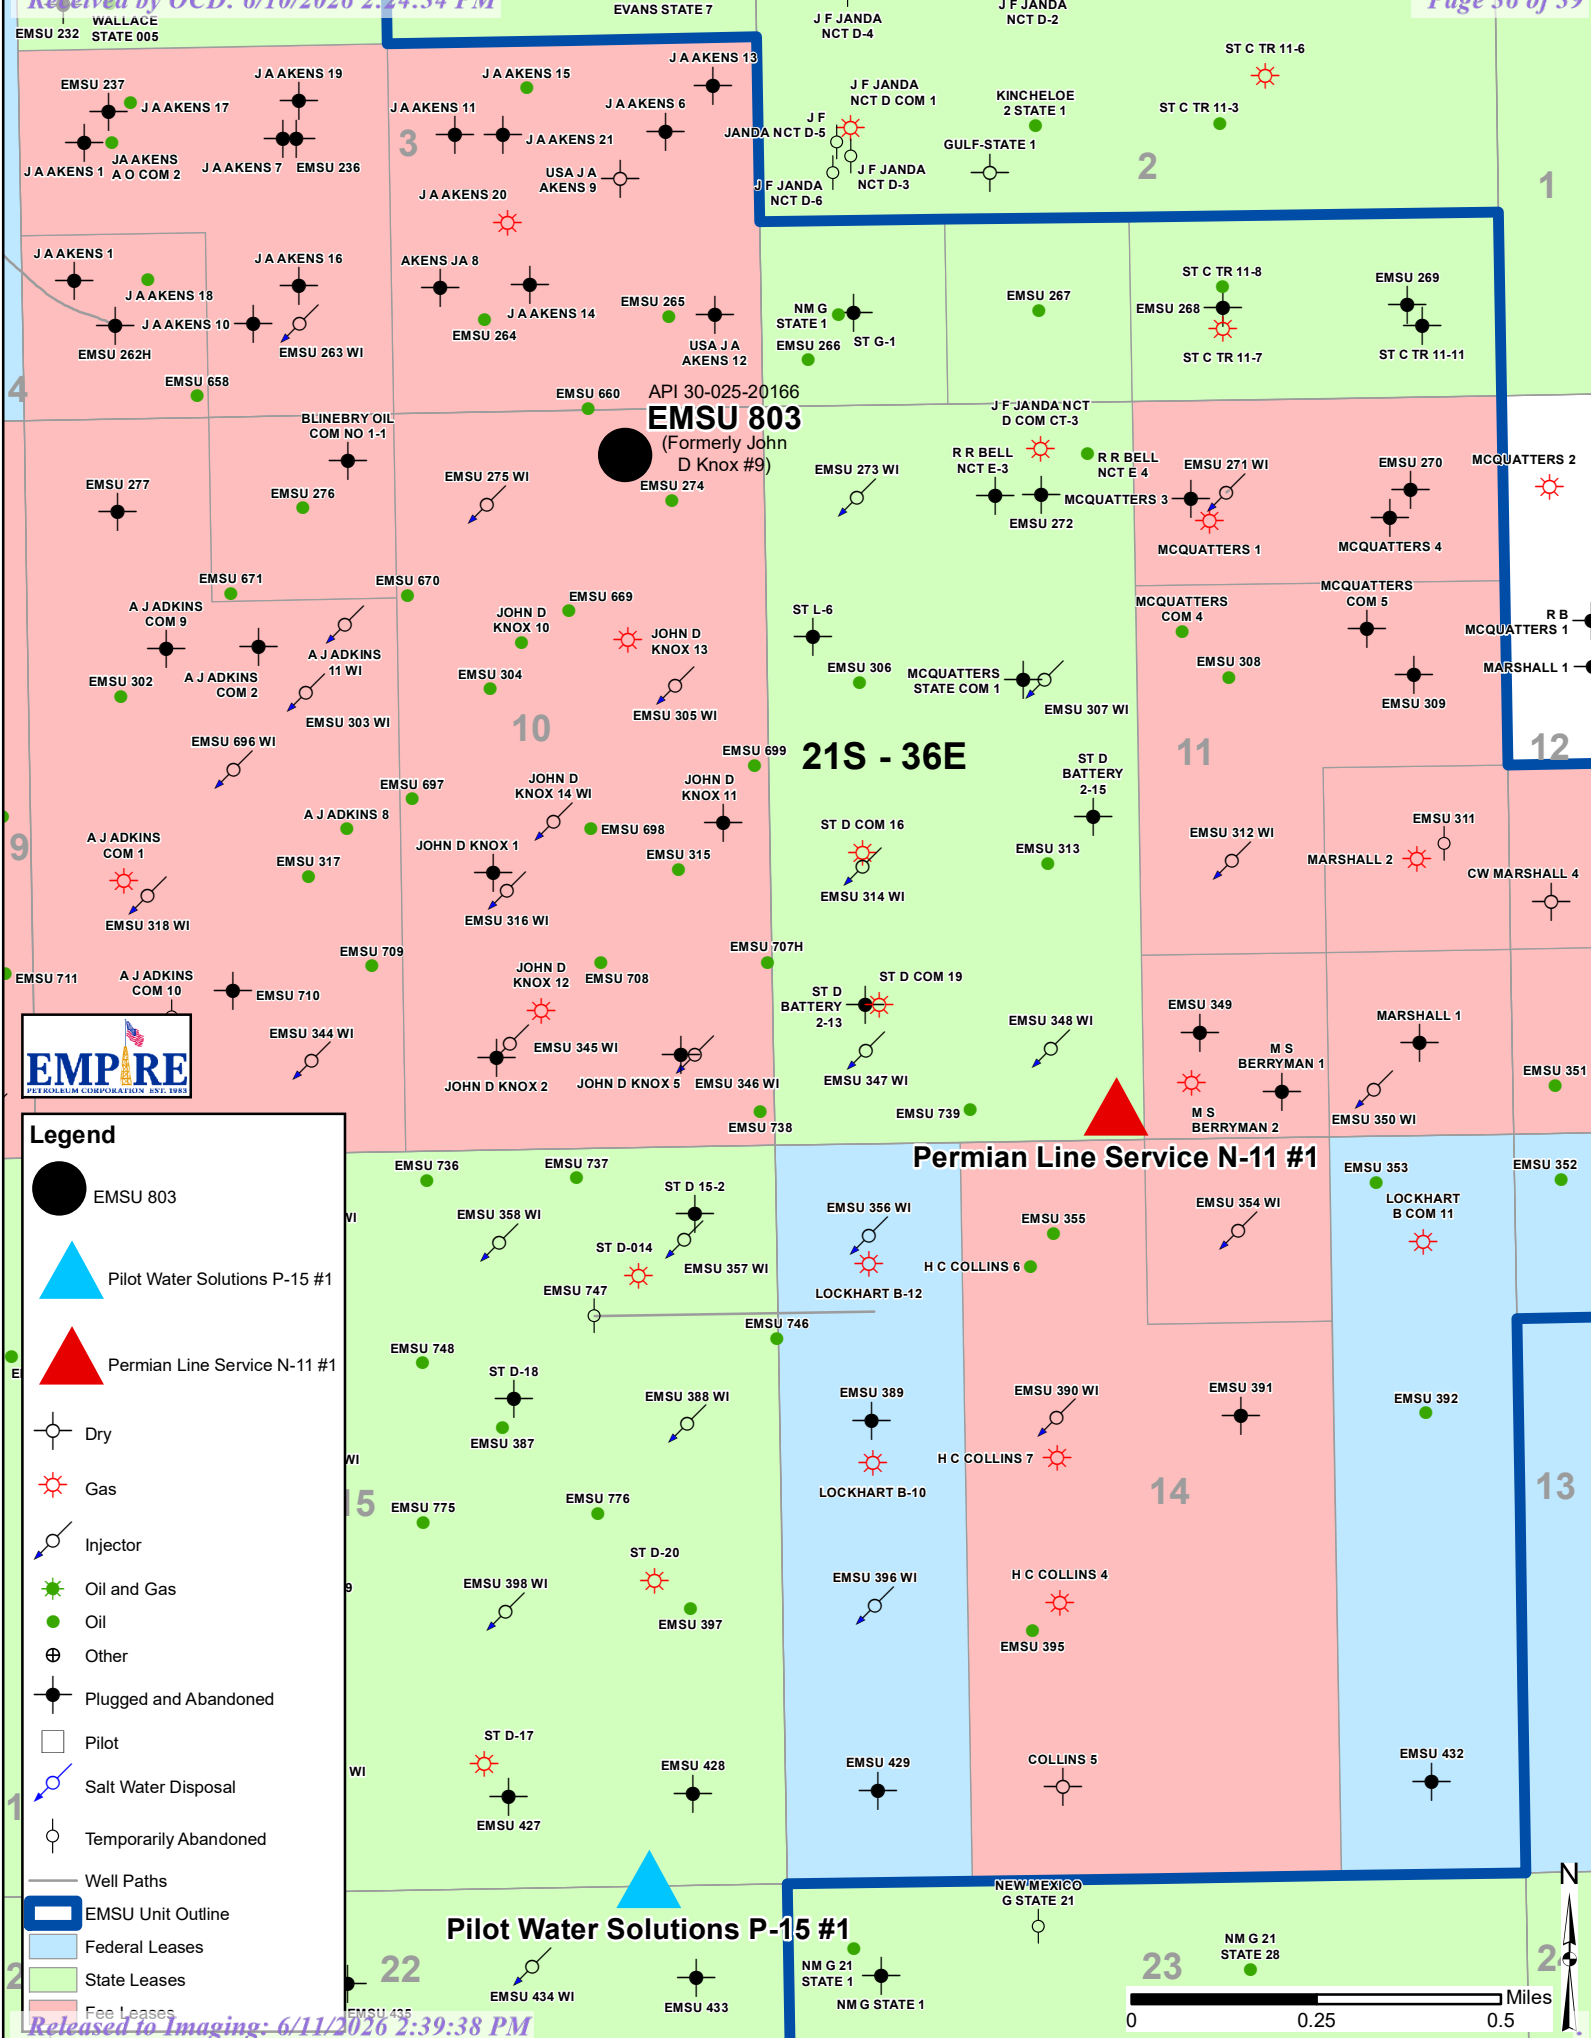 Received by OCD: 6/10/2026 2:24:34 PM
Page 36 of 39
EMSU 232
WALLACE
STATE 005
EVANS STATE 7
J F JANDA
NCT D-4
J F JANDA
NCT D-2
ST C TR 11-6
J A AKENS 13
J A AKENS 19
J A AKENS 15
EMSU 237
J A AKENS 17
J A AKENS 11
J A AKENS 6
J F JANDA
NCT D COM 1
KINCHELOE
2 STATE 1
ST C TR 11-3
3
J F
JANDA NCT D-5
J A AKENS 21
GULF-STATE 1
2
1
J A AKENS 1
JA AKENS
A O COM 2
J A AKENS 7
EMSU 236
USA J A
AKENS 9
J F JANDA
NCT D-3
J F JANDA
NCT D-6
J A AKENS 20
J A AKENS 1
J A AKENS 16
AKENS JA 8
ST C TR 11-8
EMSU 269
J A AKENS 18
EMSU 265
NM G
STATE 1
EMSU 267
EMSU 268
J A AKENS 10
J A AKENS 14
EMSU 264
EMSU 262H
EMSU 263 WI
USA J A
AKENS 12
EMSU 266
ST G-1
ST C TR 11-7
ST C TR 11-11
4
EMSU 658
EMSU 660
API 30-025-20166
EMSU 803
(Formerly John
D Knox #9)
BLINEBRY OIL
COM NO 1-1
J F JANDA NCT
D COM CT-3
R R BELL
NCT E-3
R R BELL
NCT E 4
EMSU 277
EMSU 276
EMSU 275 WI
EMSU 274
EMSU 273 WI
EMSU 272
MCQUATTERS 3
EMSU 271 WI
EMSU 270
MCQUATTERS 2
MCQUATTERS 1
MCQUATTERS 4
EMSU 671
EMSU 670
EMSU 669
A J ADKINS
COM 9
JOHN D
KNOX 10
JOHN D
KNOX 13
ST L-6
MCQUATTERS
COM 4
MCQUATTERS
COM 5
R B
MCQUATTERS 1
MARSHALL 1
A J ADKINS
11 WI
A J ADKINS
COM 2
EMSU 302
EMSU 303 WI
EMSU 304
EMSU 305 WI
EMSU 306
MCQUATTERS
STATE COM 1
EMSU 307 WI
EMSU 308
EMSU 309
10
21S - 36E
11
12
EMSU 696 WI
EMSU 699
EMSU 697
JOHN D
KNOX 14 WI
JOHN D
KNOX 11
ST D
BATTERY
2-15
A J ADKINS 8
EMSU 698
9
A J ADKINS
COM 1
JOHN D KNOX 1
ST D COM 16
EMSU 312 WI
EMSU 311
MARSHALL 2
CW MARSHALL 4
EMSU 317
EMSU 315
EMSU 313
EMSU 318 WI
EMSU 316 WI
EMSU 314 WI
EMSU 709
EMSU 707H
EMSU 711
A J ADKINS
COM 10
EMSU 710
JOHN D
KNOX 12
EMSU 708
ST D COM 19
ST D
BATTERY
2-13
EMSU 349
MARSHALL 1
EMSU 344 WI
EMSU 345 WI
EMSU 348 WI
M S
BERRYMAN 1
JOHN D KNOX 2
JOHN D KNOX 5
EMSU 346 WI
EMSU 347 WI
EMSU 351
EMPIRE
PETROLEUM CORPORATION EST. 1983
EMSU 738
EMSU 739
M S
BERRYMAN 2
EMSU 350 WI
Permian Line Service N-11 #1
EMSU 736
EMSU 737
EMSU 353
EMSU 352
ST D 15-2
EMSU 356 WI
EMSU 354 WI
LOCKHART
B COM 11
EMSU 358 WI
EMSU 355
ST D-014
EMSU 357 WI
H C COLLINS 6
LOCKHART B-12
EMSU 747
EMSU 746
EMSU 748
ST D-18
EMSU 388 WI
EMSU 389
EMSU 390 WI
EMSU 391
EMSU 392
EMSU 387
H C COLLINS 7
LOCKHART B-10
14
13
15
EMSU 775
EMSU 776
ST D-20
H C COLLINS 4
EMSU 398 WI
EMSU 396 WI
EMSU 397
EMSU 395
ST D-17
EMSU 428
EMSU 429
COLLINS 5
EMSU 432
EMSU 427
NEW MEXICO
G STATE 21
Pilot Water Solutions P-15 #1
22
NM G 21
STATE 1
NM G 21
STATE 28
23
EMSU 434 WI
EMSU 433
NM G STATE 1
EMSU 435
N
Miles
0
0.25
0.5
Legend
EMSU 803
Pilot Water Solutions P-15 #1
Permian Line Service N-11 #1
Dry
Gas
Injector
Oil and Gas
Oil
Other
Plugged and Abandoned
Pilot
Salt Water Disposal
Temporarily Abandoned
Well Paths
EMSU Unit Outline
Federal Leases
State Leases
Fee Leases
WI
WI
9
WI
Released to Imaging: 6/11/2026 2:39:38 PM